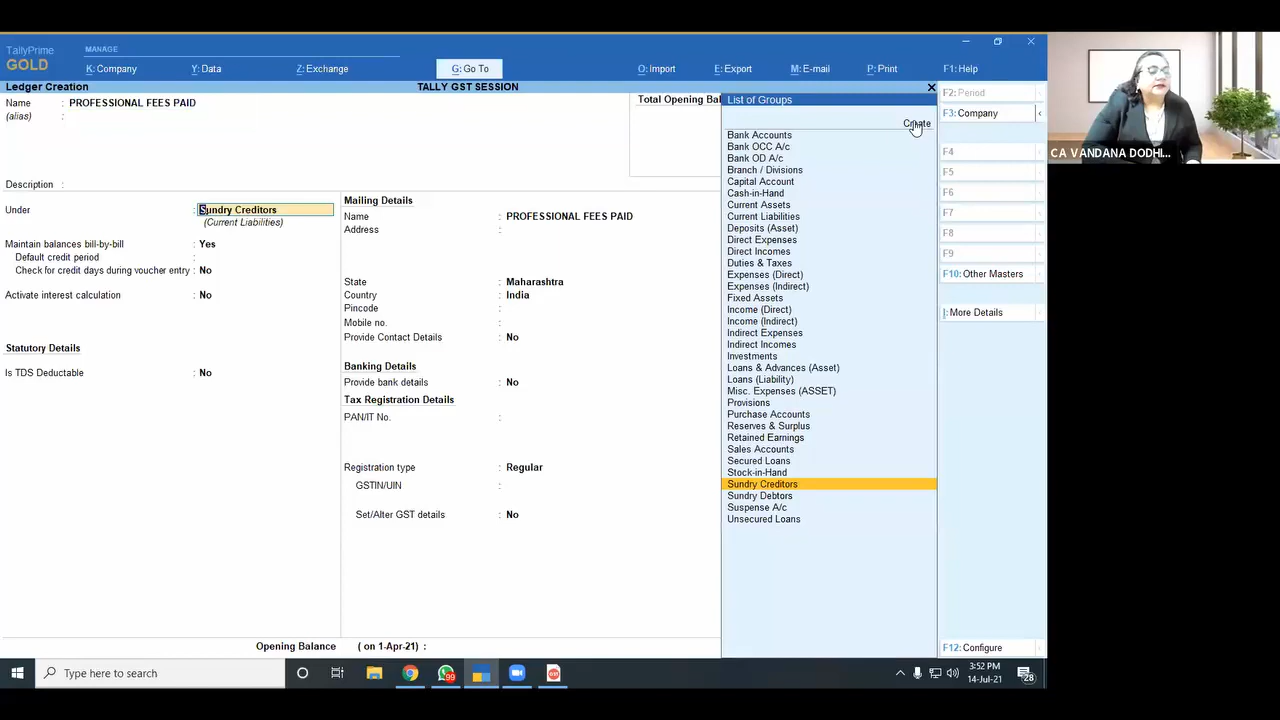 TallyPrime
GOLD
MANAGE
K: Company
Y: Data
Z: Exchange
G: Go To
O: Import
E: Export
M: E-mail
P: Print
F1: Help
Ledger Creation
TALLY GST SESSION
Name : PROFESSIONAL FEES PAID
(alias) :
Total Opening Bal
Description :
Under : Sundry Creditors
(Current Liabilities)
Maintain balances bill-by-bill : Yes
Default credit period :
Check for credit days during voucher entry : No
Activate interest calculation : No
Statutory Details
Is TDS Deductable : No
Mailing Details
Name : PROFESSIONAL FEES PAID
Address :
State : Maharashtra
Country : India
Pincode :
Mobile no. :
Provide Contact Details : No
Banking Details
Provide bank details : No
Tax Registration Details
PAN/IT No. :
Registration type : Regular
GSTIN/UIN :
Set/Alter GST details : No
Opening Balance ( on 1-Apr-21) :
List of Groups
Create
Bank Accounts
Bank OCC A/c
Bank OD A/c
Branch / Divisions
Capital Account
Cash-in-Hand
Current Assets
Current Liabilities
Deposits (Asset)
Direct Expenses
Direct Incomes
Duties & Taxes
Expenses (Direct)
Expenses (Indirect)
Fixed Assets
Income (Direct)
Income (Indirect)
Indirect Expenses
Indirect Incomes
Investments
Loans & Advances (Asset)
Loans (Liability)
Misc. Expenses (ASSET)
Provisions
Purchase Accounts
Reserves & Surplus
Retained Earnings
Sales Accounts
Secured Loans
Stock-in-Hand
Sundry Creditors
Sundry Debtors
Suspense A/c
Unsecured Loans
F2: Period
F3: Company
F4
F5
F6
F7
F8
F9
F10: Other Masters
I: More Details
F12: Configure
CA VANDANA DODHI...
Type here to search
99
3:52 PM
14-Jul-21
28